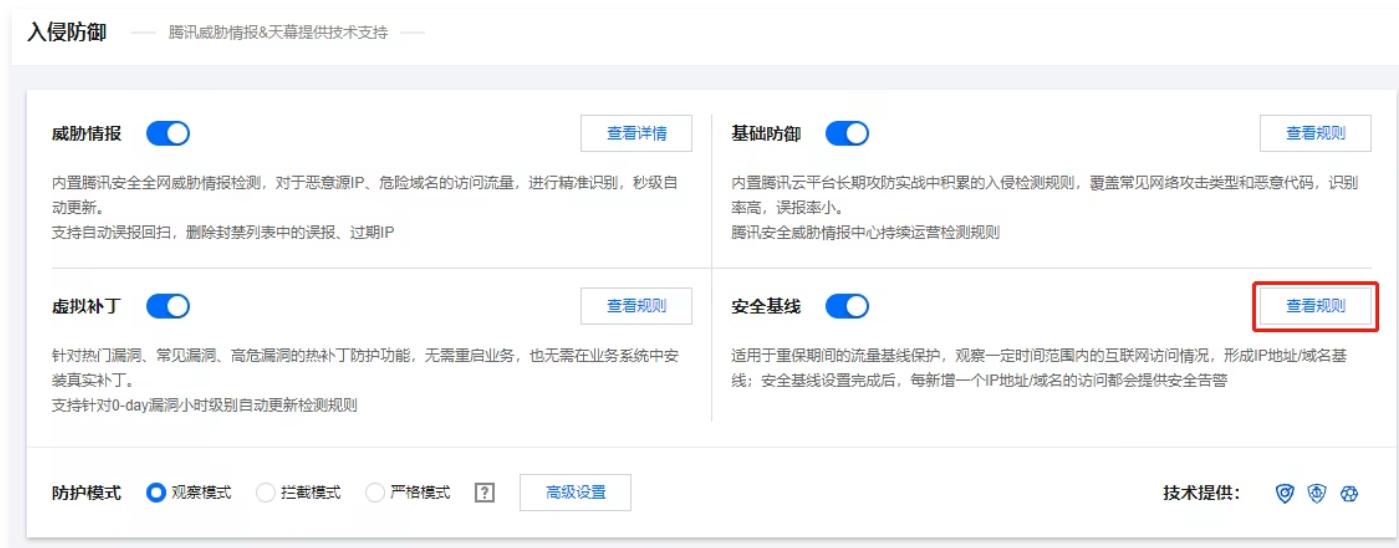 入侵防御 腾讯威胁情报&天幕提供技术支持
威胁情报 查看详情
内置腾讯安全全网威胁情报检测，对于恶意源IP、危险域名的访问流量，进行精准识别，秒级自
动更新。
支持自动误报回扫，删除封禁列表中的误报、过期IP
基础防御 查看规则
内置腾讯云平台长期攻防实战中积累的入侵检测规则，覆盖常见网络攻击类型和恶意代码，识别
率高，误报率小。
腾讯安全威胁情报中心持续运营检测规则
虚拟补丁 查看规则
针对热门漏洞、常见漏洞、高危漏洞的热补丁防护功能，无需重启业务，也无需在业务系统中安
装真实补丁。
支持针对0-day漏洞小时级别自动更新检测规则
安全基线 查看规则
适用于重保期间的流量基线保护，观察一定时间范围内的互联网访问情况，形成IP地址/域名基
线；安全基线设置完成后，每新增一个IP地址/域名的访问都会提供安全告警
防护模式 观察模式 拦截模式 严格模式 ? 高级设置 技术提供：